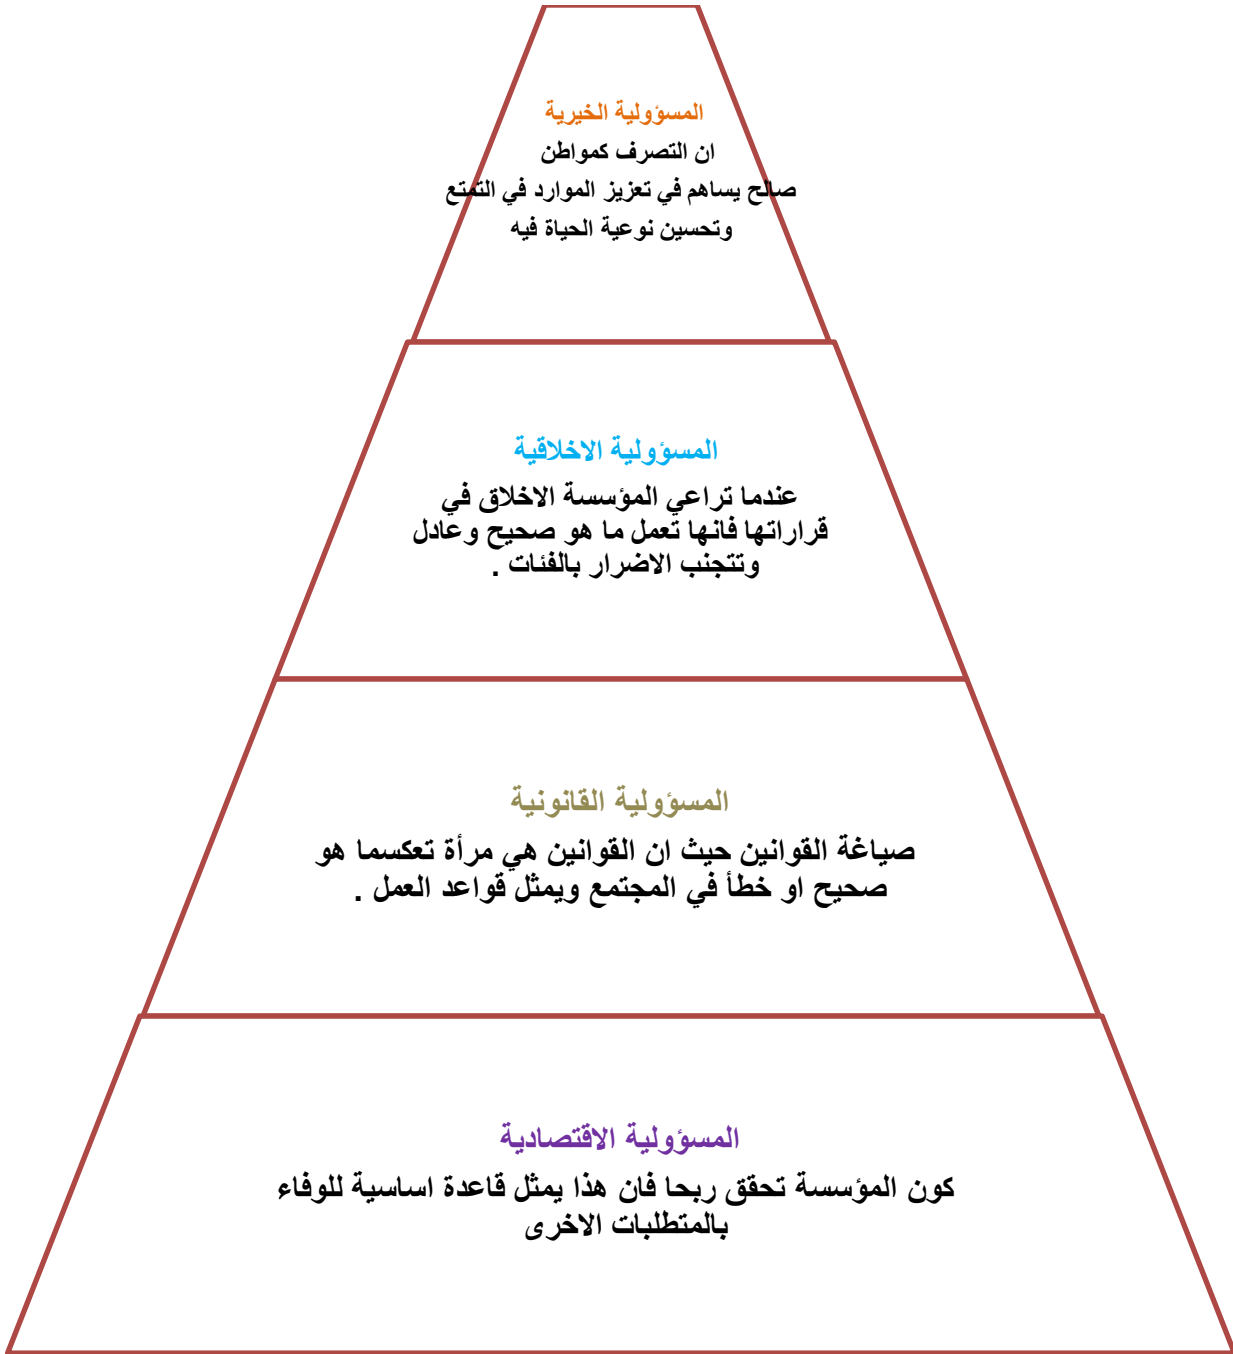 المسؤولية الخيرية
ان التصرف كمواطن
صالح يساهم في تعزيز الموارد في التمتع
وتحسين نوعية الحياة فيه
المسؤولية الاخلاقية
عندما تراعي المؤسسة الاخلاق في
قراراتها فانها تعمل ما هو صحيح وعادل
وتتجنب الاضرار بالفئات .
المسؤولية القانونية
صياغة القوانين حيث ان القوانين هي مرأة تعكسما هو
صحيح او خطأ في المجتمع ويمثل قواعد العمل .
المسؤولية الاقتصادية
كون المؤسسة تحقق ربحا فان هذا يمثل قاعدة اساسية للوفاء
بالمتطلبات الاخرى